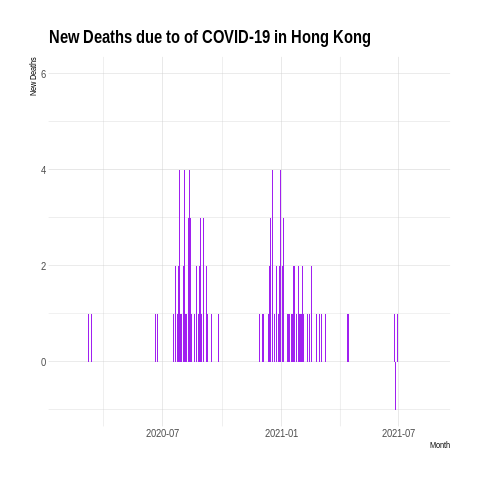 New Deaths due to of COVID-19 in Hong Kong
New Deaths
6
4
2
0
2020-07
2021-01
2021-07
Month